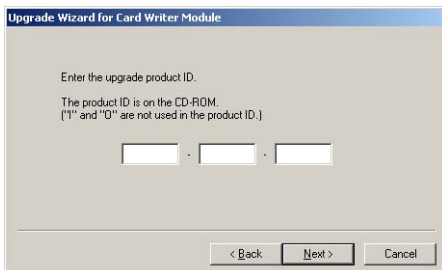 Upgrade Wizard for Card Writer Module
Enter the upgrade product ID.
The product ID is on the CD-ROM.
("I" and "O" are not used in the product ID.)
- -
< Back Next > Cancel